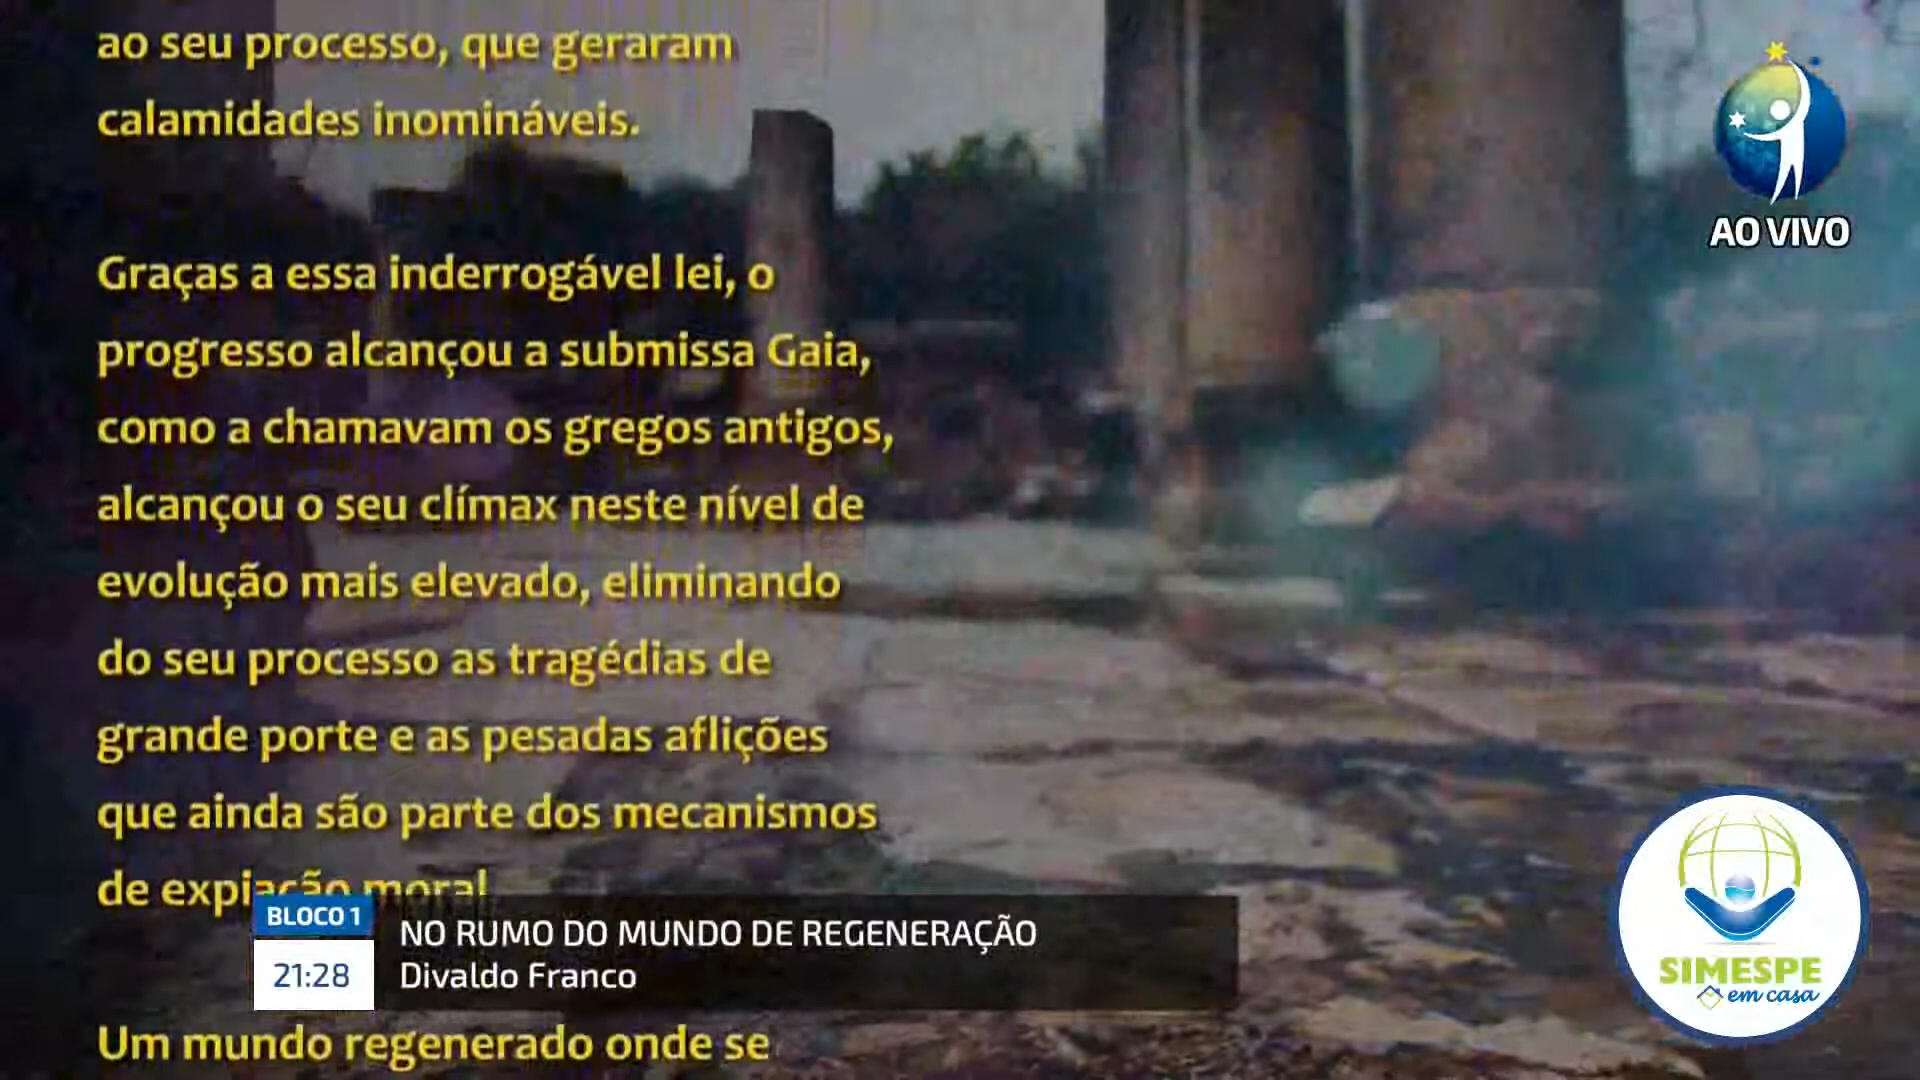 ao seu processo, que geraram
calamidades inomináveis.
Graças a essa inderrogável lei, o
progresso alcançou a submissa Gaia,
como a chamavam os gregos antigos,
alcançou o seu clímax neste nível de
evolução mais elevado, eliminando
do seu processo as tragédias de
grande porte e as pesadas aflições
que ainda são parte dos mecanismos
de expiação moral
Um mundo regenerado onde se
BLOCO 1
21:28
NO RUMO DO MUNDO DE REGENERAÇÃO
Divaldo Franco
AO VIVO
SIMESPE
em casa